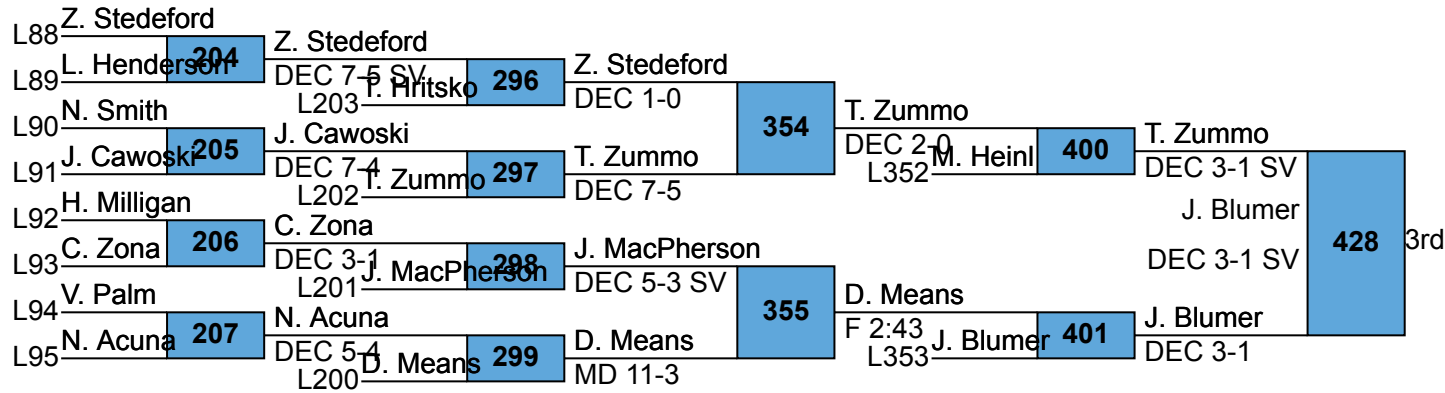 Z. Stedeford
L88
204
L. Henderson
L89
N. Smith
L90
205
J. Cawoski
L91
H. Milligan
L92
206
C. Zona
L93
V. Palm
L94
207
N. Acuna
L95
Z. Stedeford
DEC 7-5 SV
T. Hritsko
L203
296
J. Cawoski
DEC 7-4
T. Zummo
L202
297
C. Zona
DEC 3-1
J. MacPherson
L201
298
N. Acuna
DEC 5-4
D. Means
L200
299
Z. Stedeford
DEC 1-0
354
T. Zummo
DEC 7-5
J. MacPherson
DEC 5-3 SV
355
D. Means
MD 11-3
T. Zummo
DEC 2-0
M. Heinl
L352
400
D. Means
F 2:43
J. Blumer
L353
401
T. Zummo
DEC 3-1 SV
J. Blumer
DEC 3-1 SV
428
3rd
J. Blumer
DEC 3-1